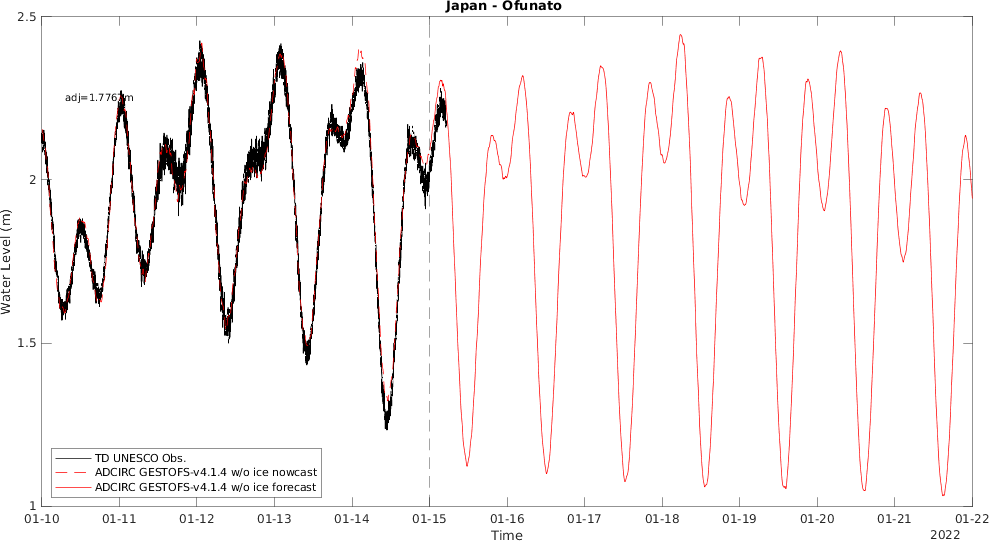 Japan - Ofunato
2.5
2
1.5
1
Water Level (m)
adj=1.7767m
TD UNESCO Obs.
ADCIRC GESTOFS-v4.1.4 w/o ice nowcast
ADCIRC GESTOFS-v4.1.4 w/o ice forecast
01-10 01-11 01-12 01-13 01-14 01-15 01-16 01-17 01-18 01-19 01-20 01-21 01-22
Time
2022